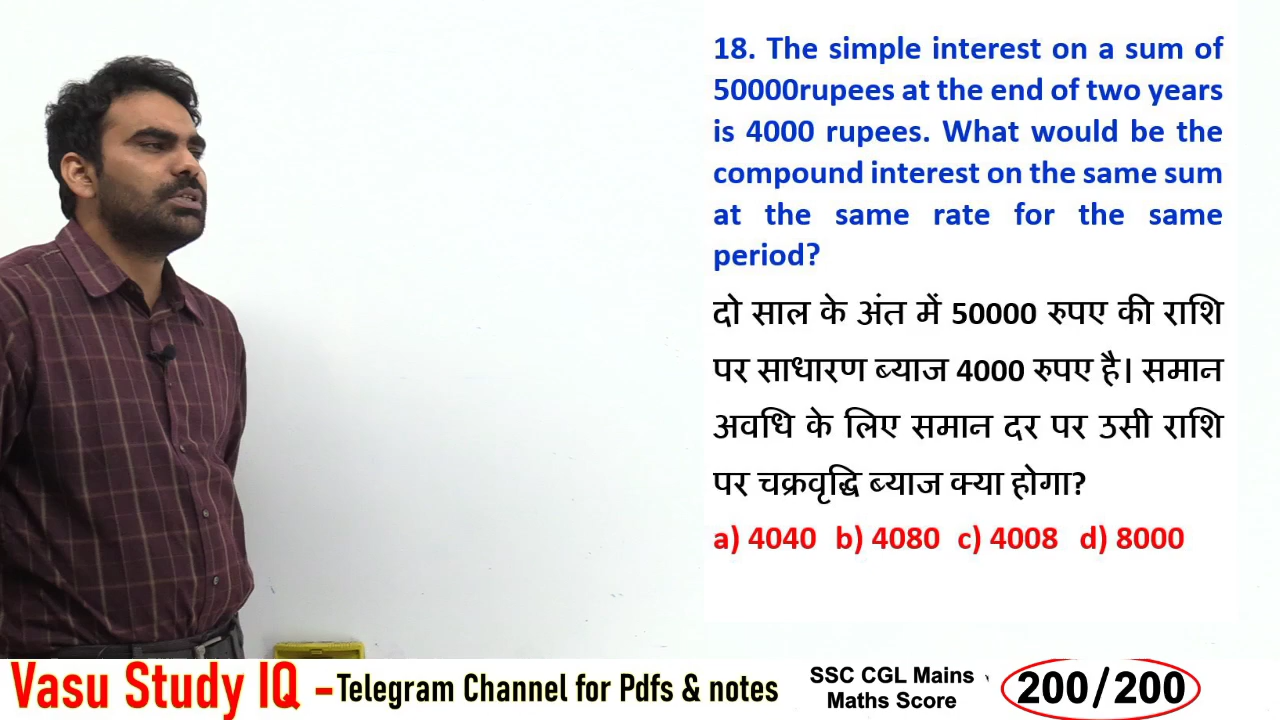 18. The simple interest on a sum of
50000rupees at the end of two years
is 4000 rupees. What would be the
compound interest on the same sum
at the same rate for the same
period?
दो साल के अंत में 50000 रुपए की राशि
पर साधारण ब्याज 4000 रुपए है। समान
अवधि के लिए समान दर पर उसी राशि
पर चक्रवृद्धि ब्याज क्या होगा?
a) 4040 b) 4080 c) 4008 d) 8000
Vasu Study IQ - Telegram Channel for Pdfs & notes
SSC CGL Mains
Maths Score
200/200